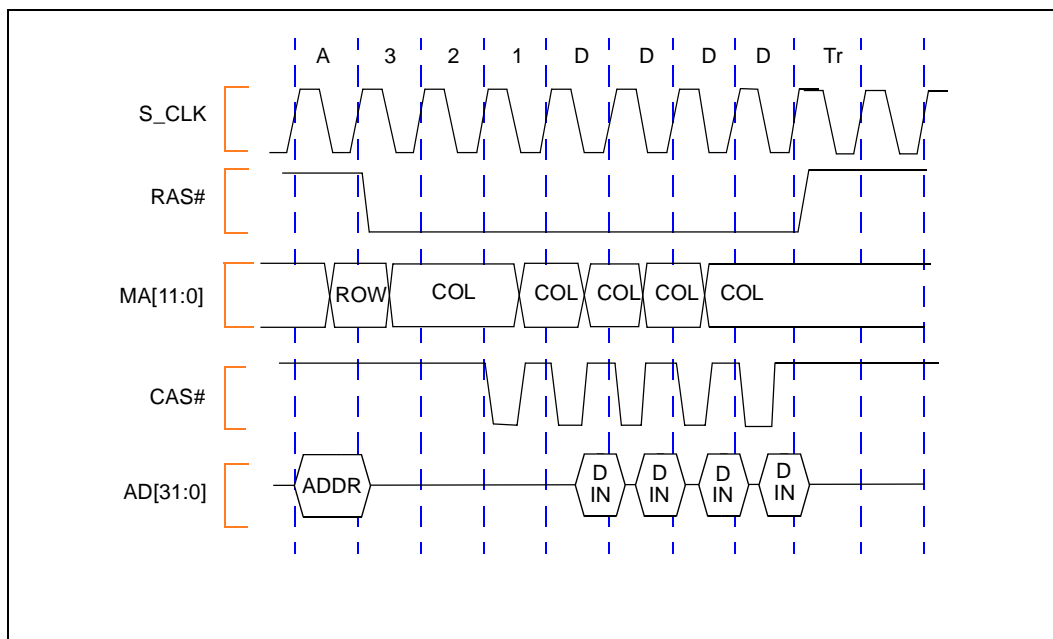 A 3 2 1 D D D D Tr
S_CLK
RAS#
MA[11:0] ROW COL COL COL COL COL
CAS#
AD[31:0] ADDR D IN D IN D IN D IN